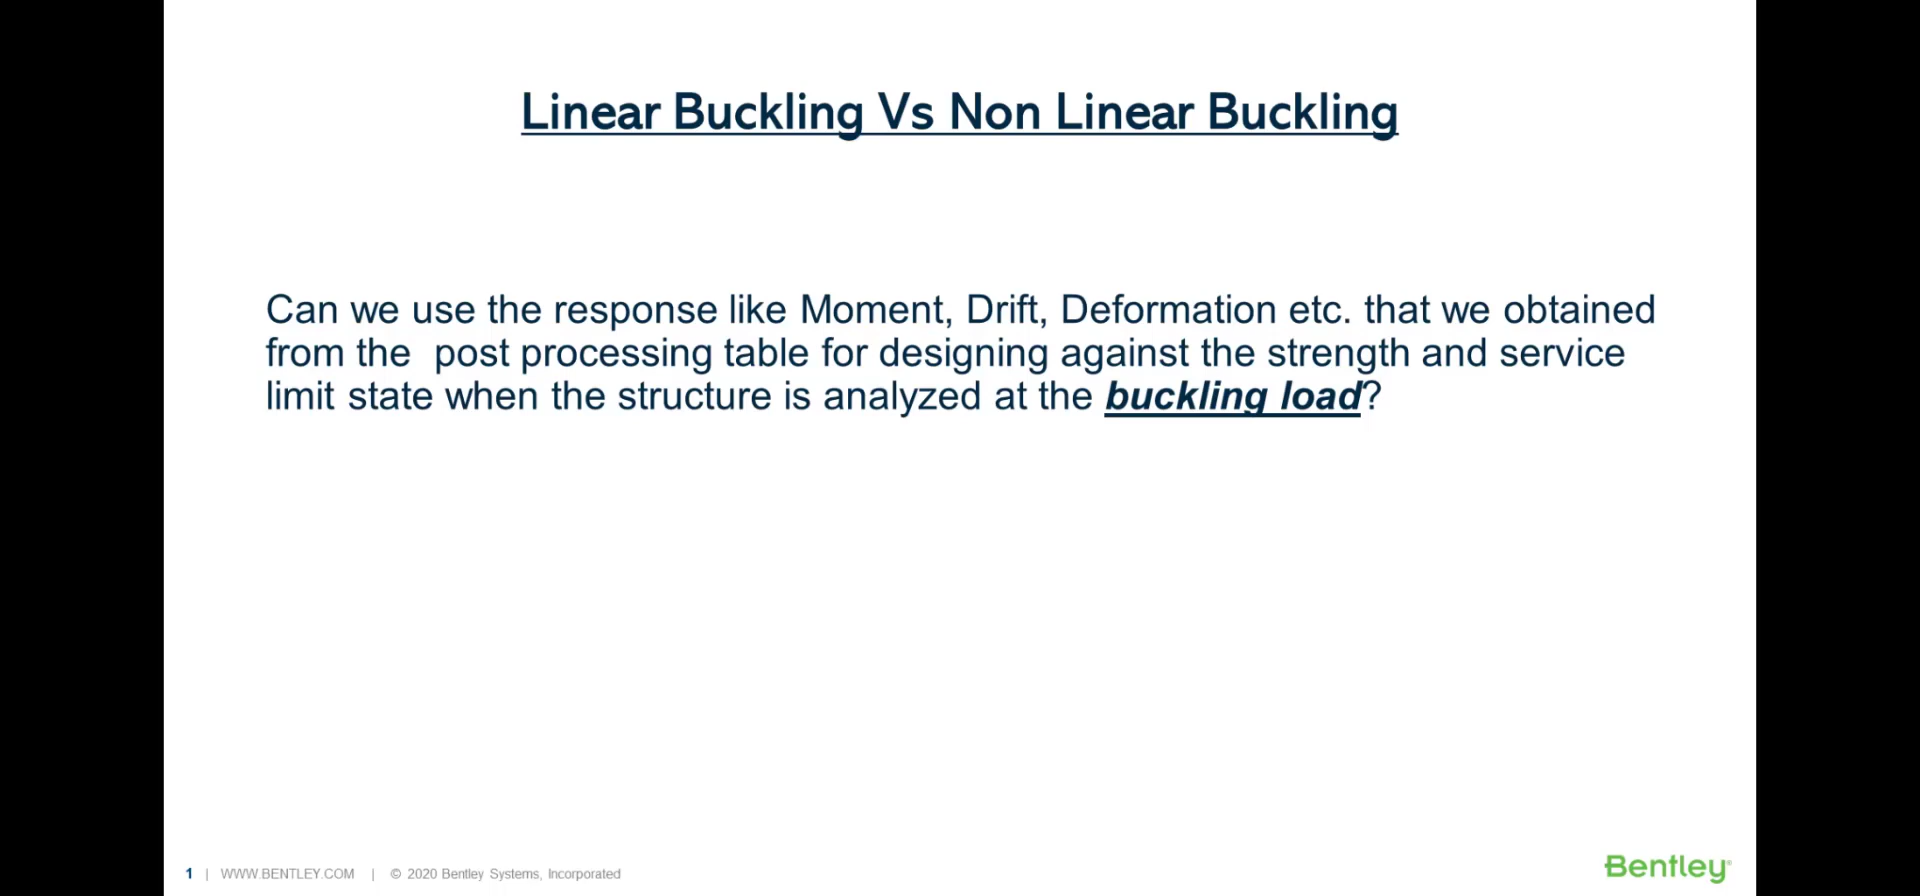 Linear Buckling Vs Non Linear Buckling
Can we use the response like Moment, Drift, Deformation etc. that we obtained
from the  post processing table for designing against the strength and service
limit state when the structure is analyzed at the buckling load?
1 | WWW.BENTLEY.COM | © 2020 Bentley Systems, Incorporated
Bentley®